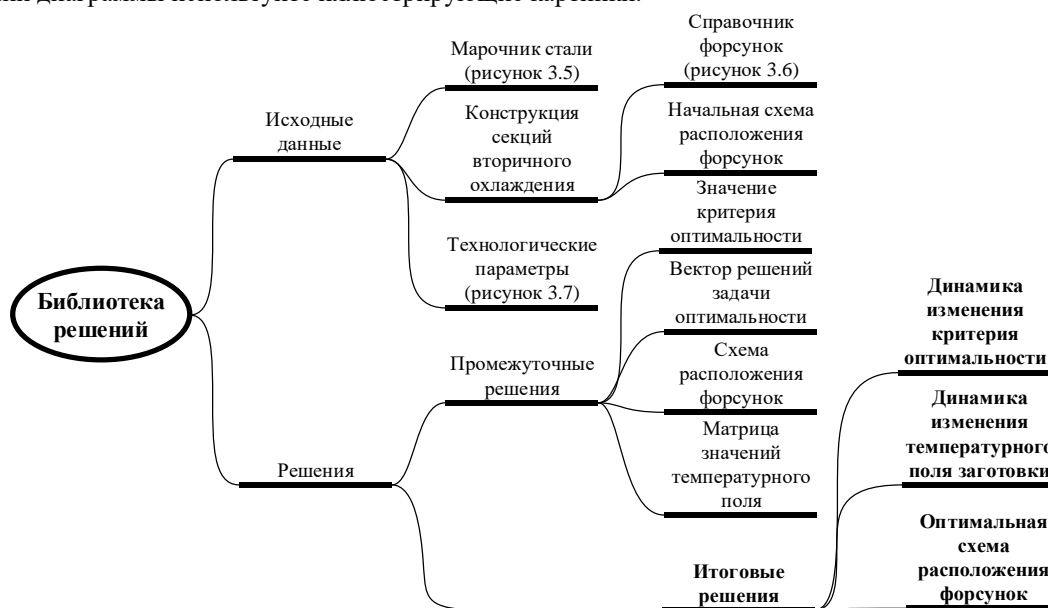 диаграммы
Библиотека
решений
Исходные
данные
Марочник стали
(рисунок 3.5)
Конструкция
секций
вторичного
охлаждения
Справочник
форсунок
(рисунок 3.6)
Начальная схема
расположения
форсунок
Технологические
параметры
(рисунок 3.7)
Решения
Промежуточные
решения
Значение
критерия
оптимальности
Вектор решений
задачи
оптимальности
Схема
расположения
форсунок
Матрица
значений
температурного
поля
Итоговые
решения
Динамика
изменения
критерия
оптимальности
Динамика
изменения
температурного
поля заготовки
Оптимальная
схема
расположения
форсунок